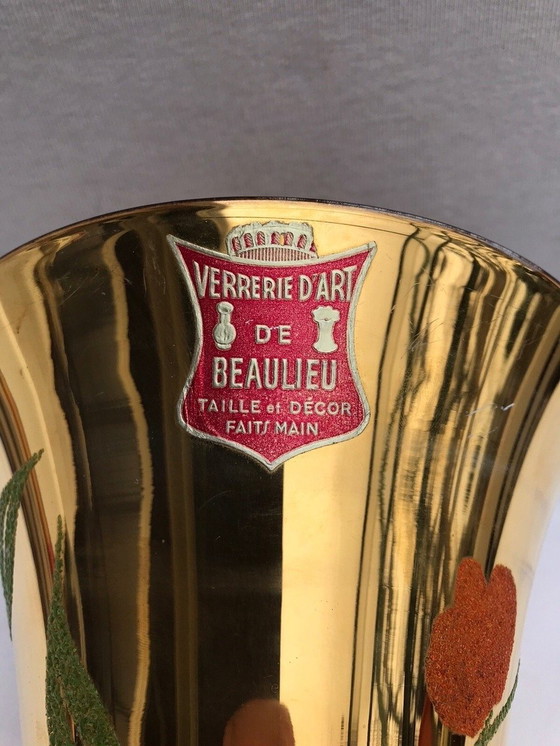 VERRERIE D'ART
DE
BEAULIEU
TAILLE et DÉCOR
FAITS MAIN